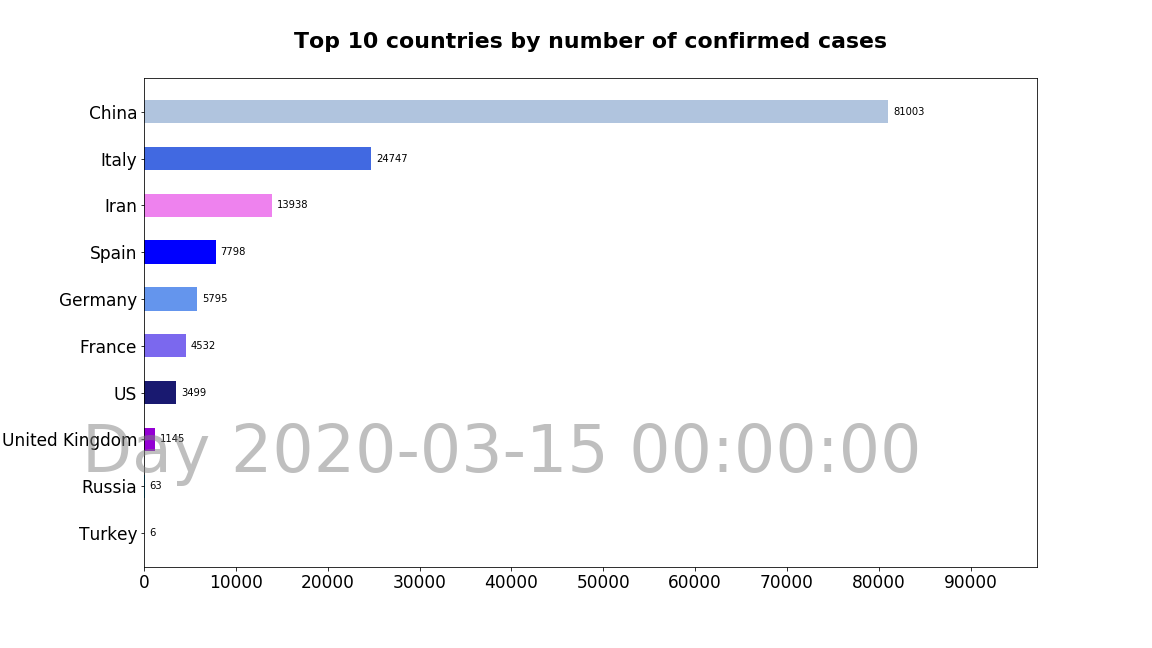 Top 10 countries by number of confirmed cases
China 81003
Italy 24747
Iran 13938
Spain 7798
Germany 5795
France 4532
US 3499
United Kingdom 1145
Day 2020-03-15 00:00:00
Russia 63
Turkey 6
0 10000 20000 30000 40000 50000 60000 70000 80000 90000